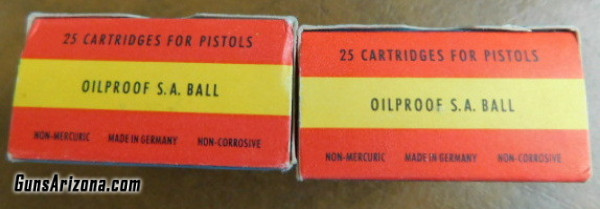 25 CARTRIDGES FOR PISTOLS
OILPROOF S.A. BALL
NON-MERCURIC MADE IN GERMANY NON-CORROSIVE
25 CARTRIDGES FOR PISTOLS
OILPROOF S.A. BALL
NON-MERCURIC MADE IN GERMANY NON-CORROSIVE
GunsArizona.com